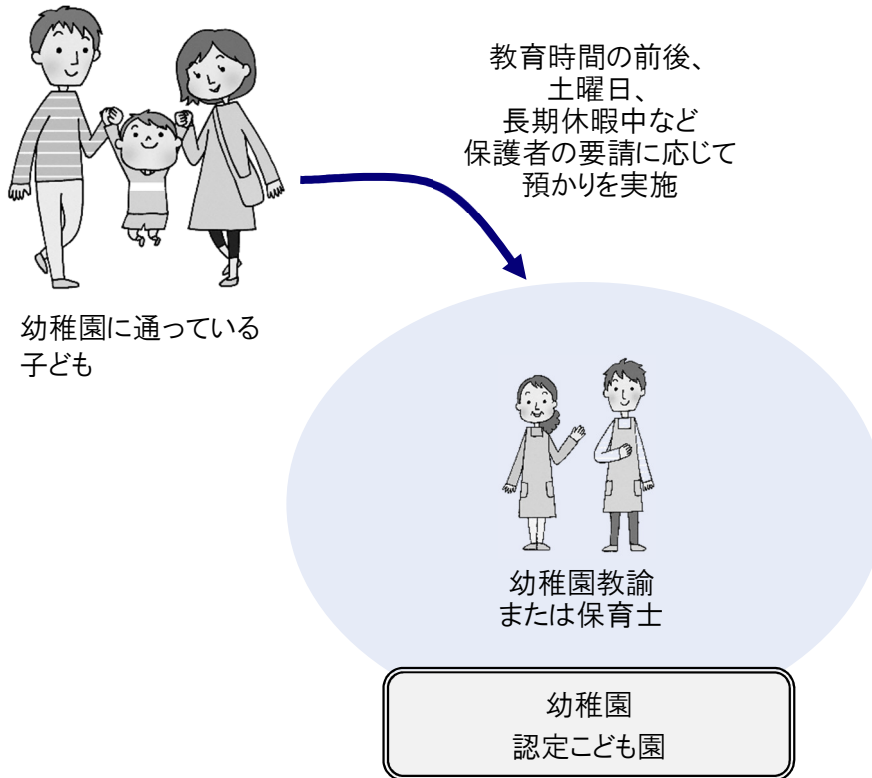 教育時間の前後、
土曜日、
長期休暇中など
保護者の要請に応じて
預かりを実施
幼稚園に通っている
子ども
幼稚園教諭
または保育士
幼稚園
認定こども園